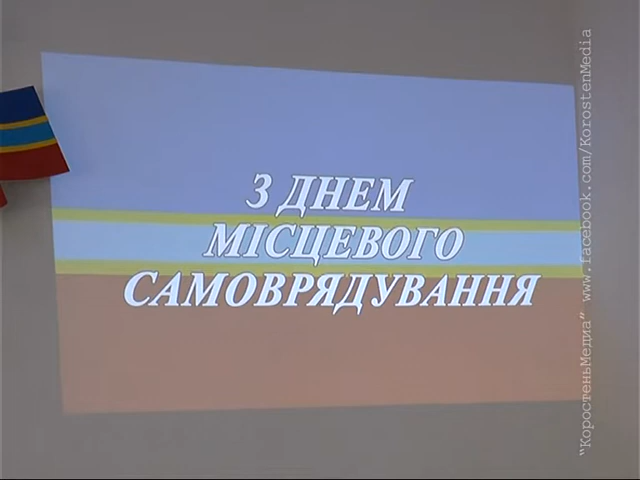 З ДНЕМ
МІСЦЕВОГО
САМОВРЯДУВАННЯ
"КоростеньМедиа" www.facebook.com/KorostenMedia